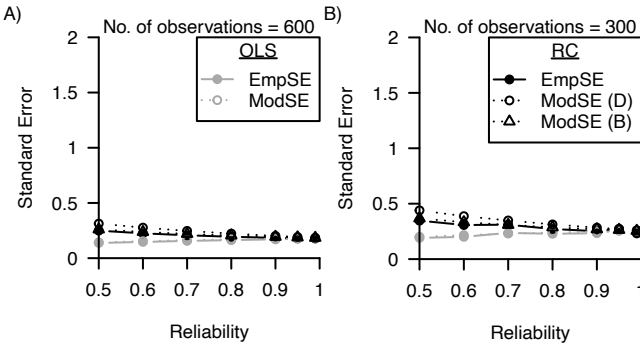 A)
No. of observations = 600
Standard Error
2
1.5
1
0.5
0
OLS
EmpSE
ModSE
0.5
0.6
0.7
0.8
0.9
1
Reliability
B)
No. of observations = 300
Standard Error
2
1.5
1
0.5
0
RC
EmpSE
ModSE (D)
ModSE (B)
0.5
0.6
0.7
0.8
0.9
Reliability